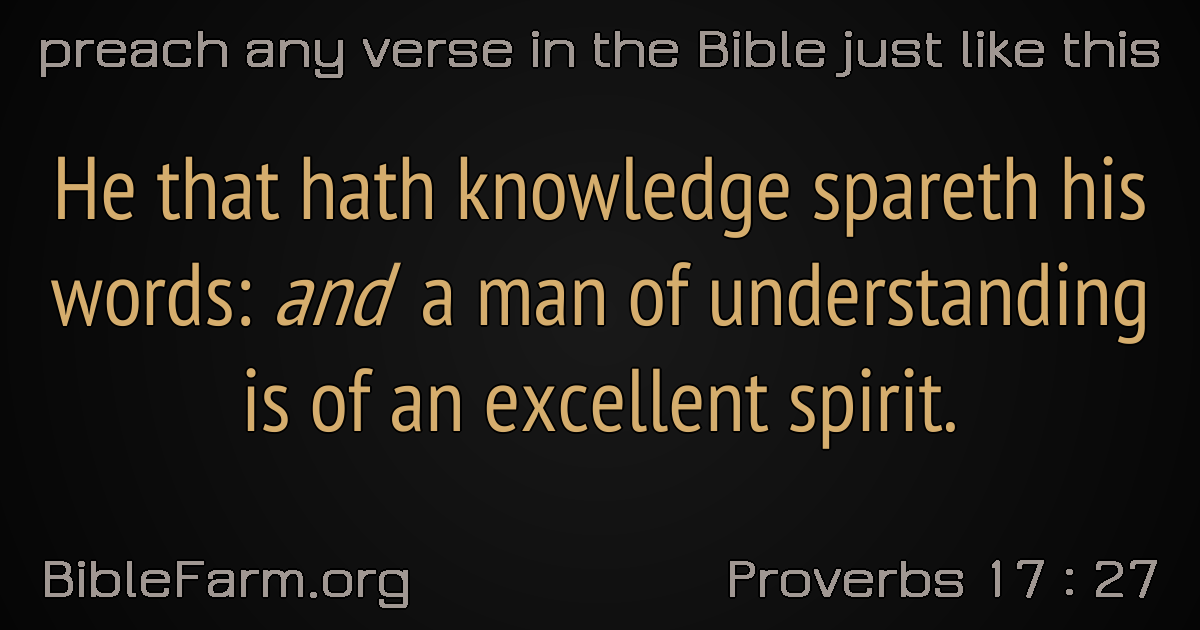 preach any verse in the Bible just like this
He that hath knowledge spareth his
words: and a man of understanding
is of an excellent spirit.
BibleFarm.org
Proverbs 17 : 27